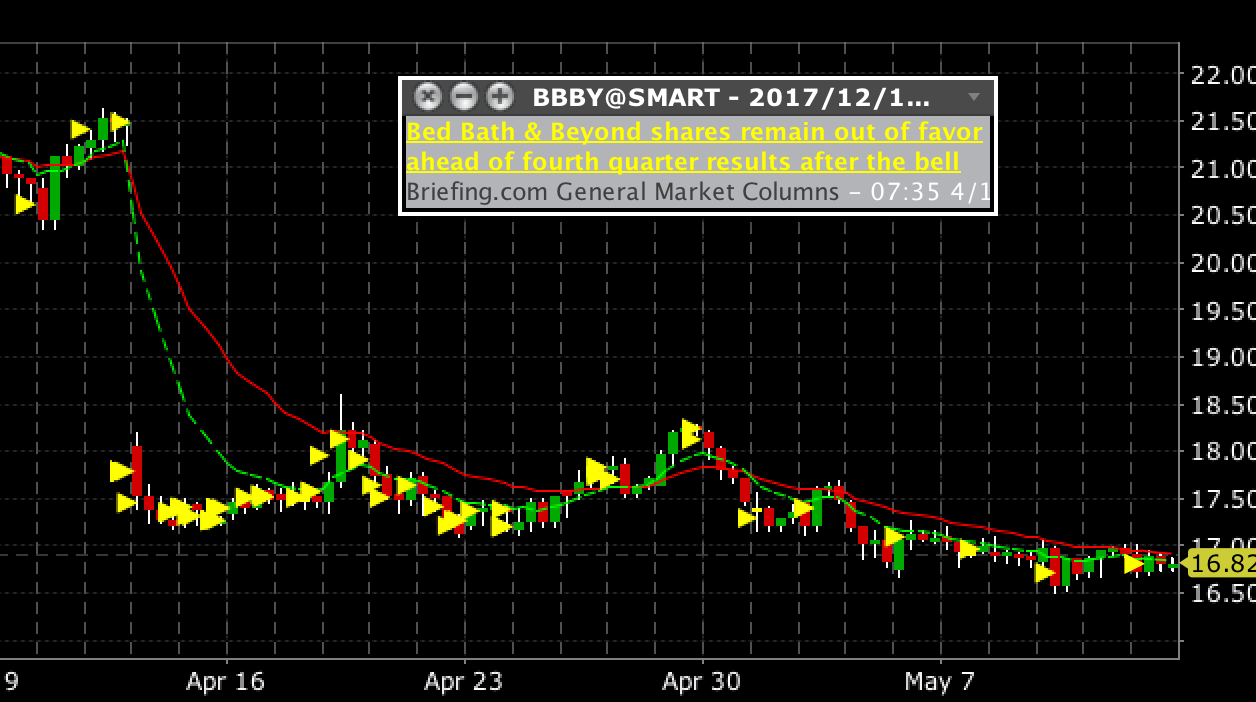 BBBY@SMART - 2017/12/1...
Bed Bath & Beyond shares remain out of favor
ahead of fourth quarter results after the bell
Briefing.com General Market Columns – 07:35 4/1
22.00
21.50
21.00
20.50
20.00
19.50
19.00
18.50
18.00
17.50
17.00
16.82
16.50
9 Apr 16 Apr 23 Apr 30 May 7